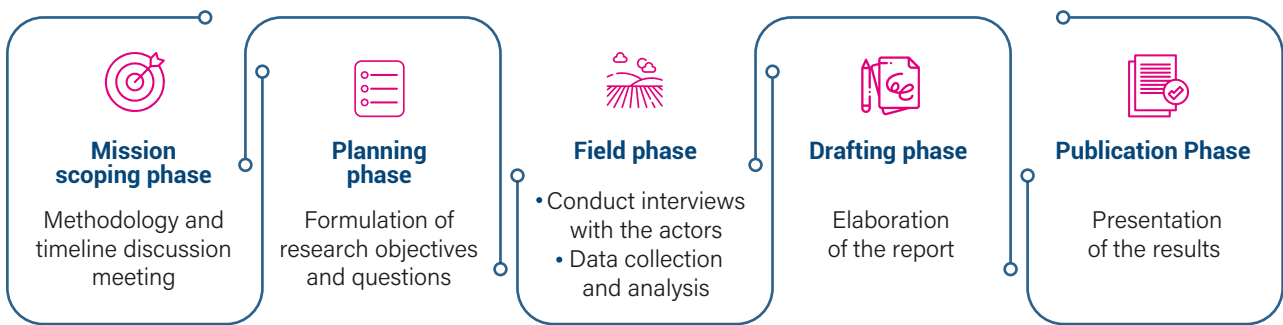 Mission
scoping phase
Methodology and
timeline discussion
meeting
Planning
phase
Formulation of
research objectives
and questions
Field phase
• Conduct interviews
with the actors
• Data collection
and analysis
Drafting phase
Elaboration
of the report
Publication Phase
Presentation
of the results